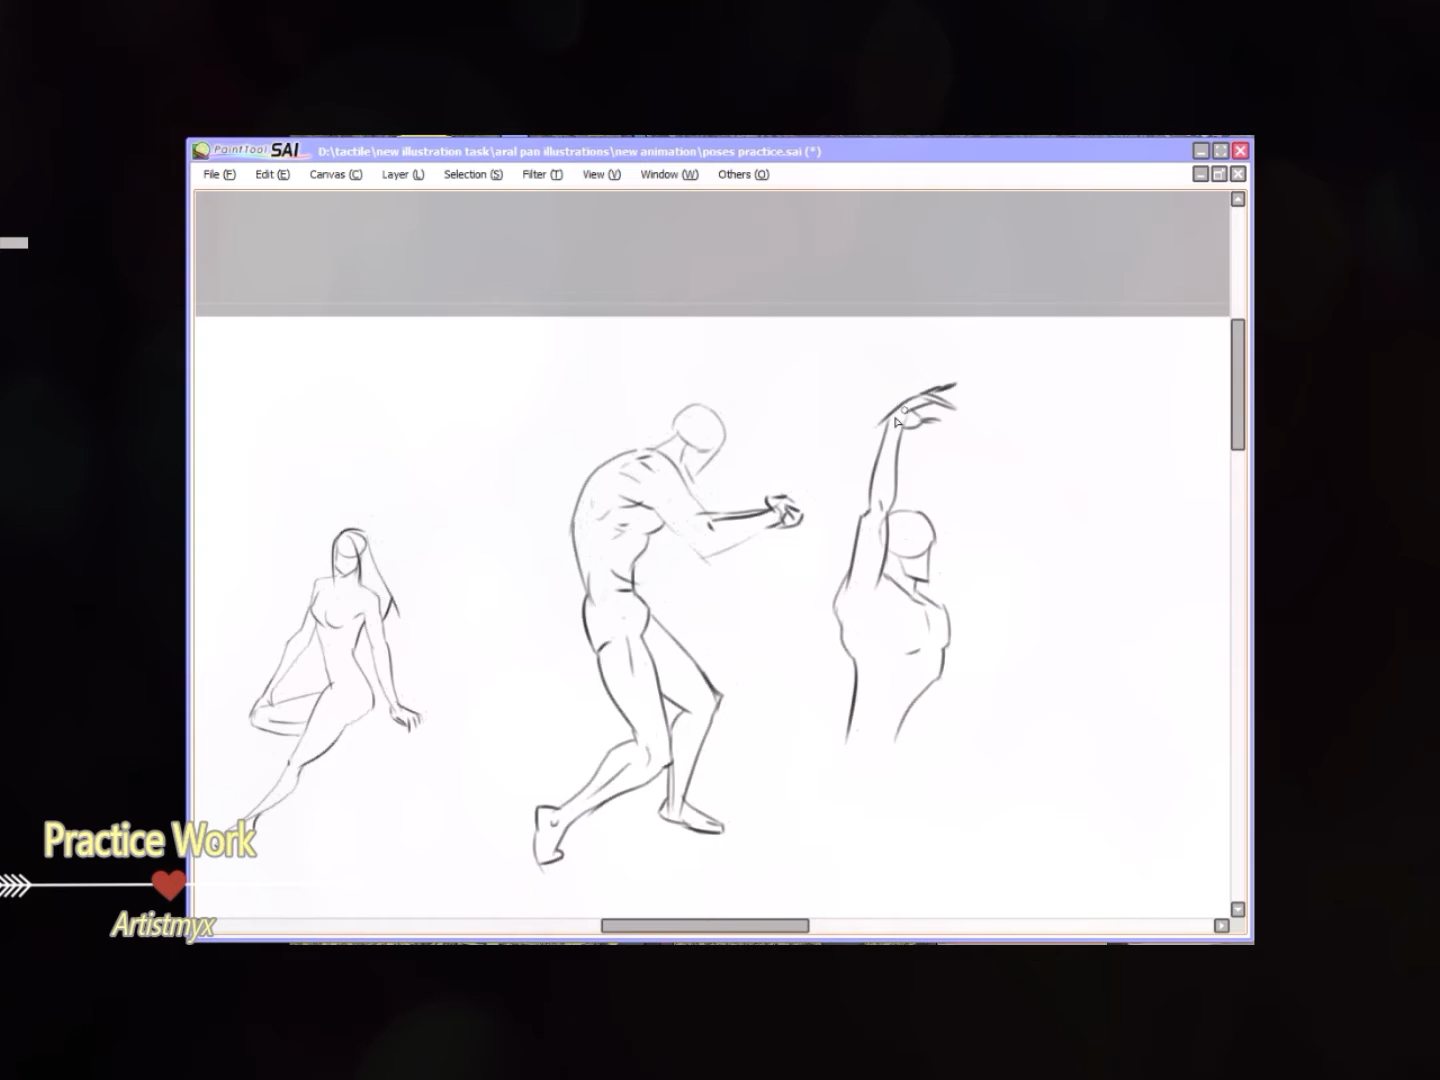 PaintTool SAI D:\tactile\new illustration task\aral pan illustrations\new animation\poses practice.sai (*)
File (F) Edit (E) Canvas (C) Layer (L) Selection (S) Filter (T) View (V) Window (W) Others (O)
Practice Work
Artistmyx